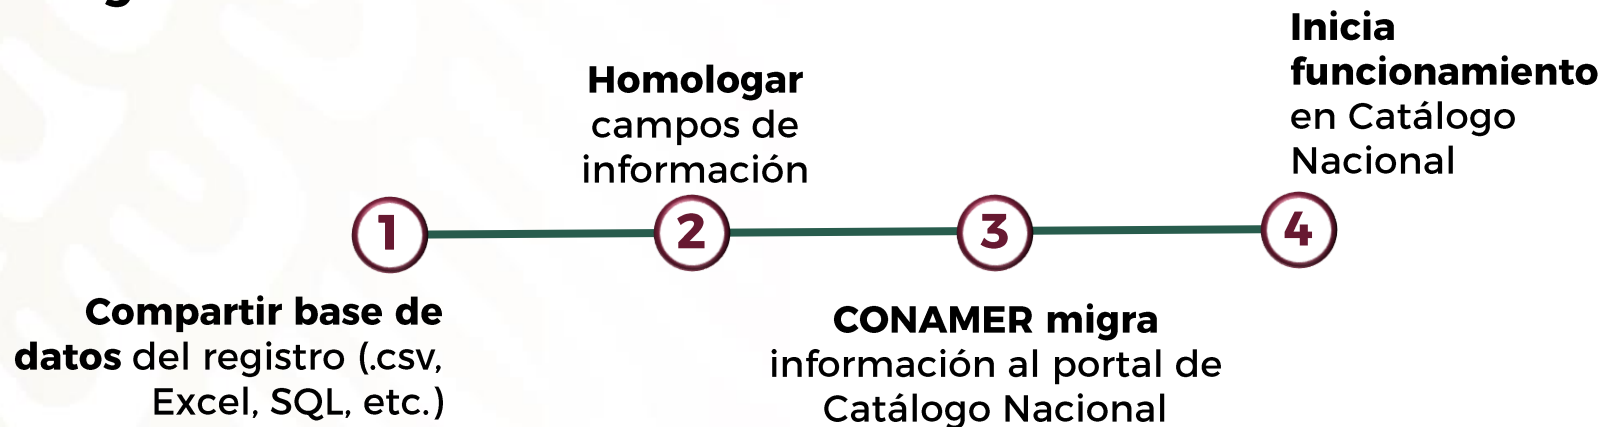 1
Compartir base de
datos del registro (.csv,
Excel, SQL, etc.)
Homologar
campos de
información
2
3
CONAMER migra
información al portal de
Catálogo Nacional
Inicia
funcionamiento
en Catálogo
Nacional
4